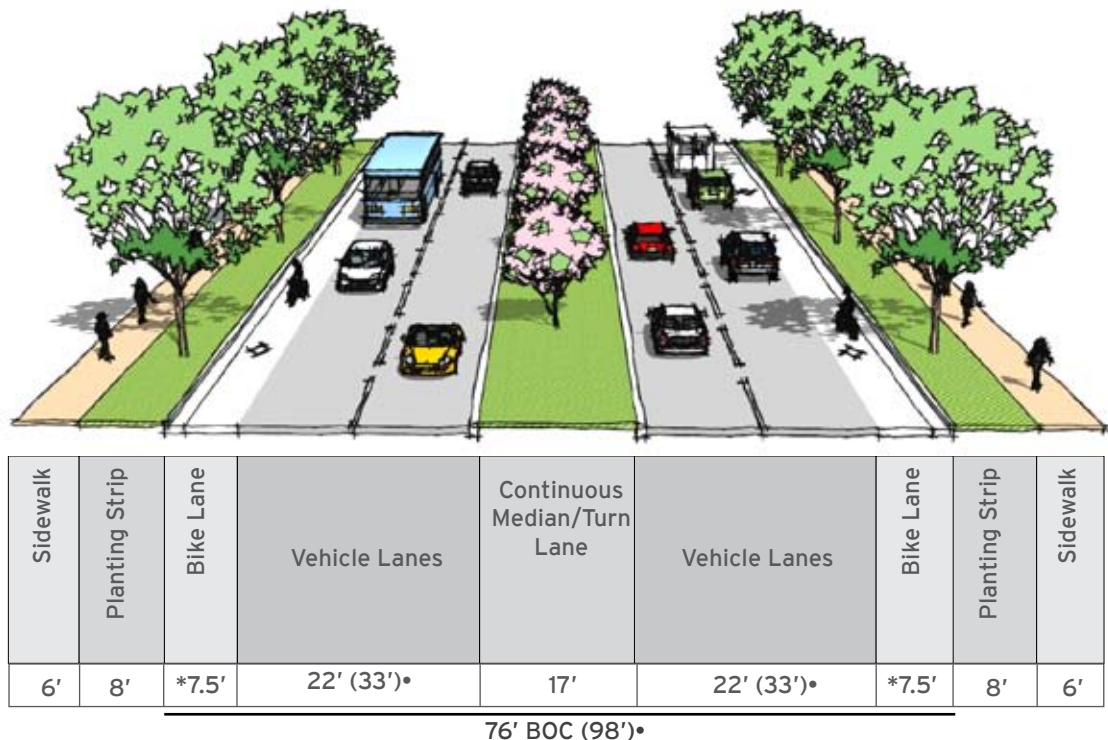 Sidewalk
Planting Strip
Bike Lane
Vehicle Lanes
Continuous
Median/Turn
Lane
Vehicle Lanes
Bike Lane
Planting Strip
Sidewalk
6' 8' *7.5' 22' (33')• 17' 22' (33')• *7.5' 8' 6'
76' BOC (98')•